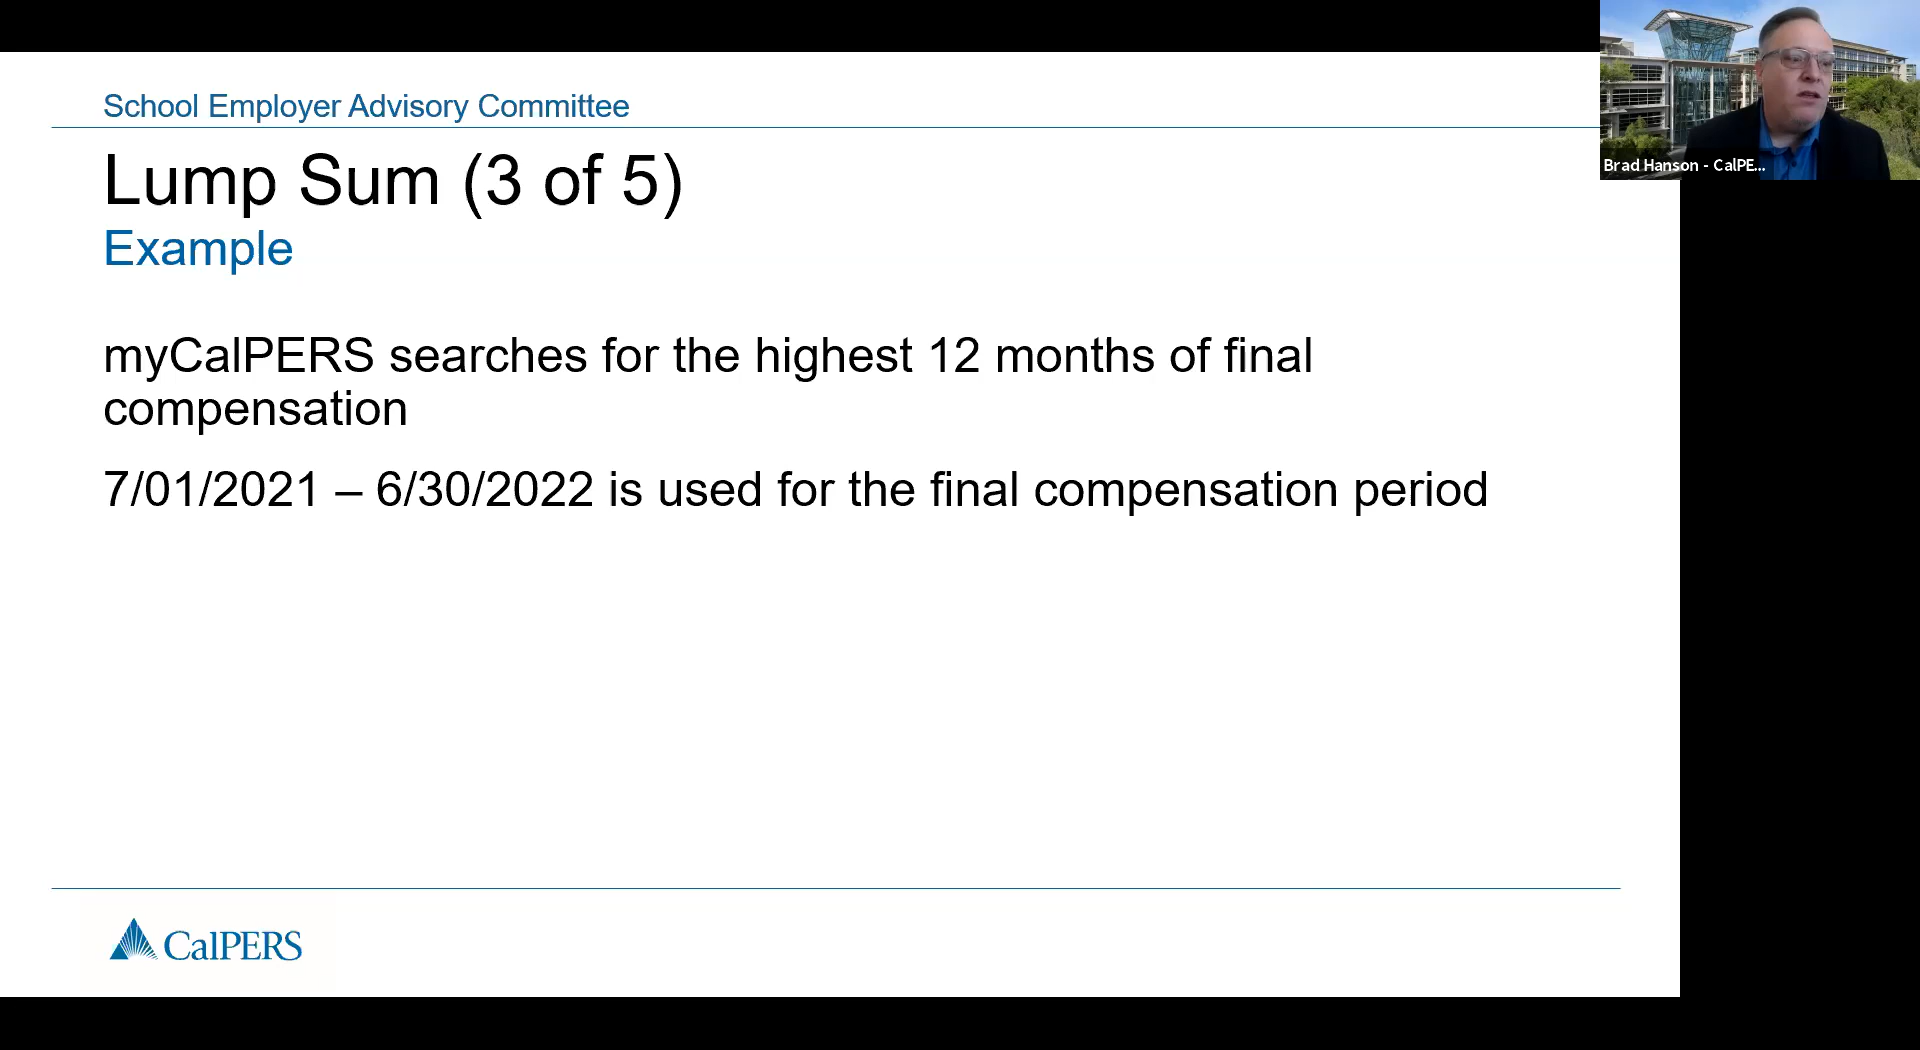 School Employer Advisory Committee
Lump Sum (3 of 5)
Example
myCalPERS searches for the highest 12 months of final
compensation
7/01/2021 – 6/30/2022 is used for the final compensation period
CalPERS
Brad Hanson - CalPE...